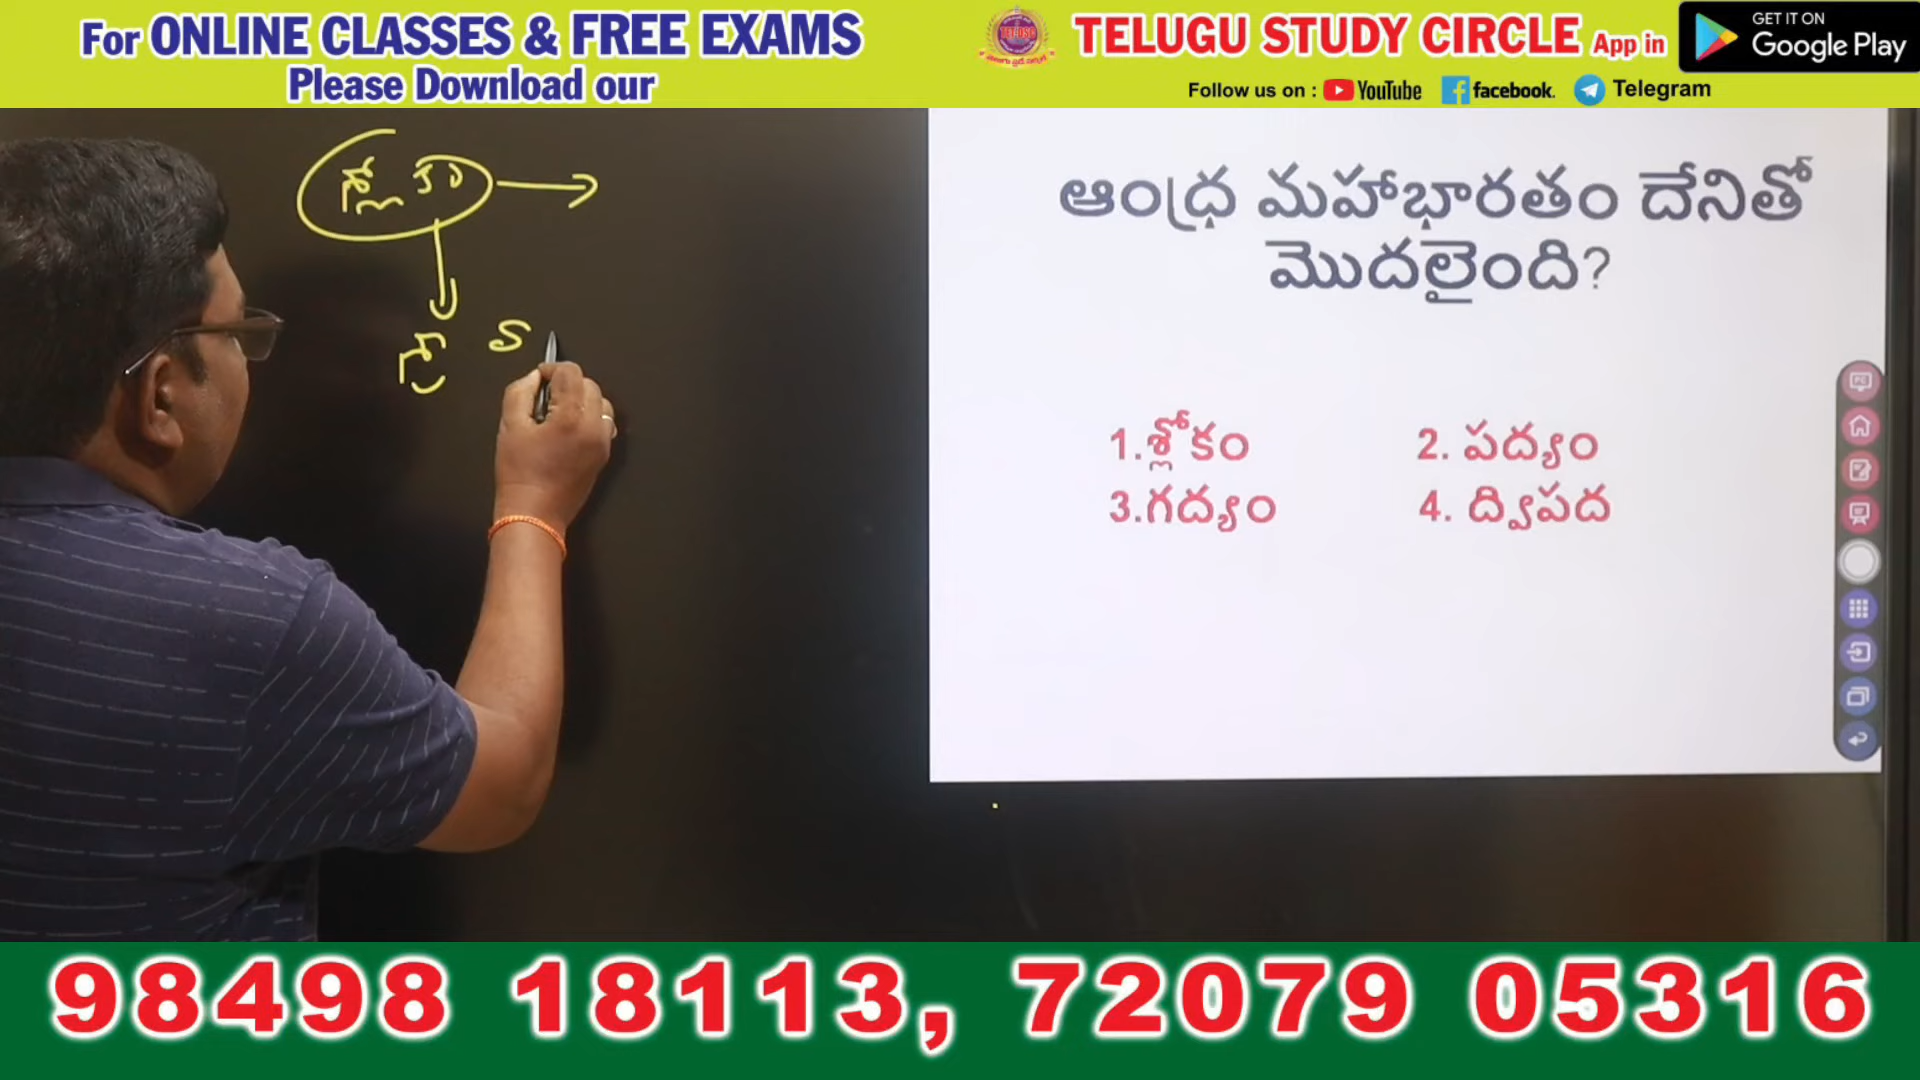 For ONLINE CLASSES & FREE EXAMS
Please Download our
TELUGU STUDY CIRCLE App in
GET IT ON
Google Play
Follow us on : YouTube facebook. Telegram
శ్లోకం
శ్రీ
ఆంధ్ర మహాభారతం దేనితో
మొదలైంది?
1.శ్లోకం 2. పద్యం
3.గద్యం 4. ద్విపద
98498 18113, 72079 05316